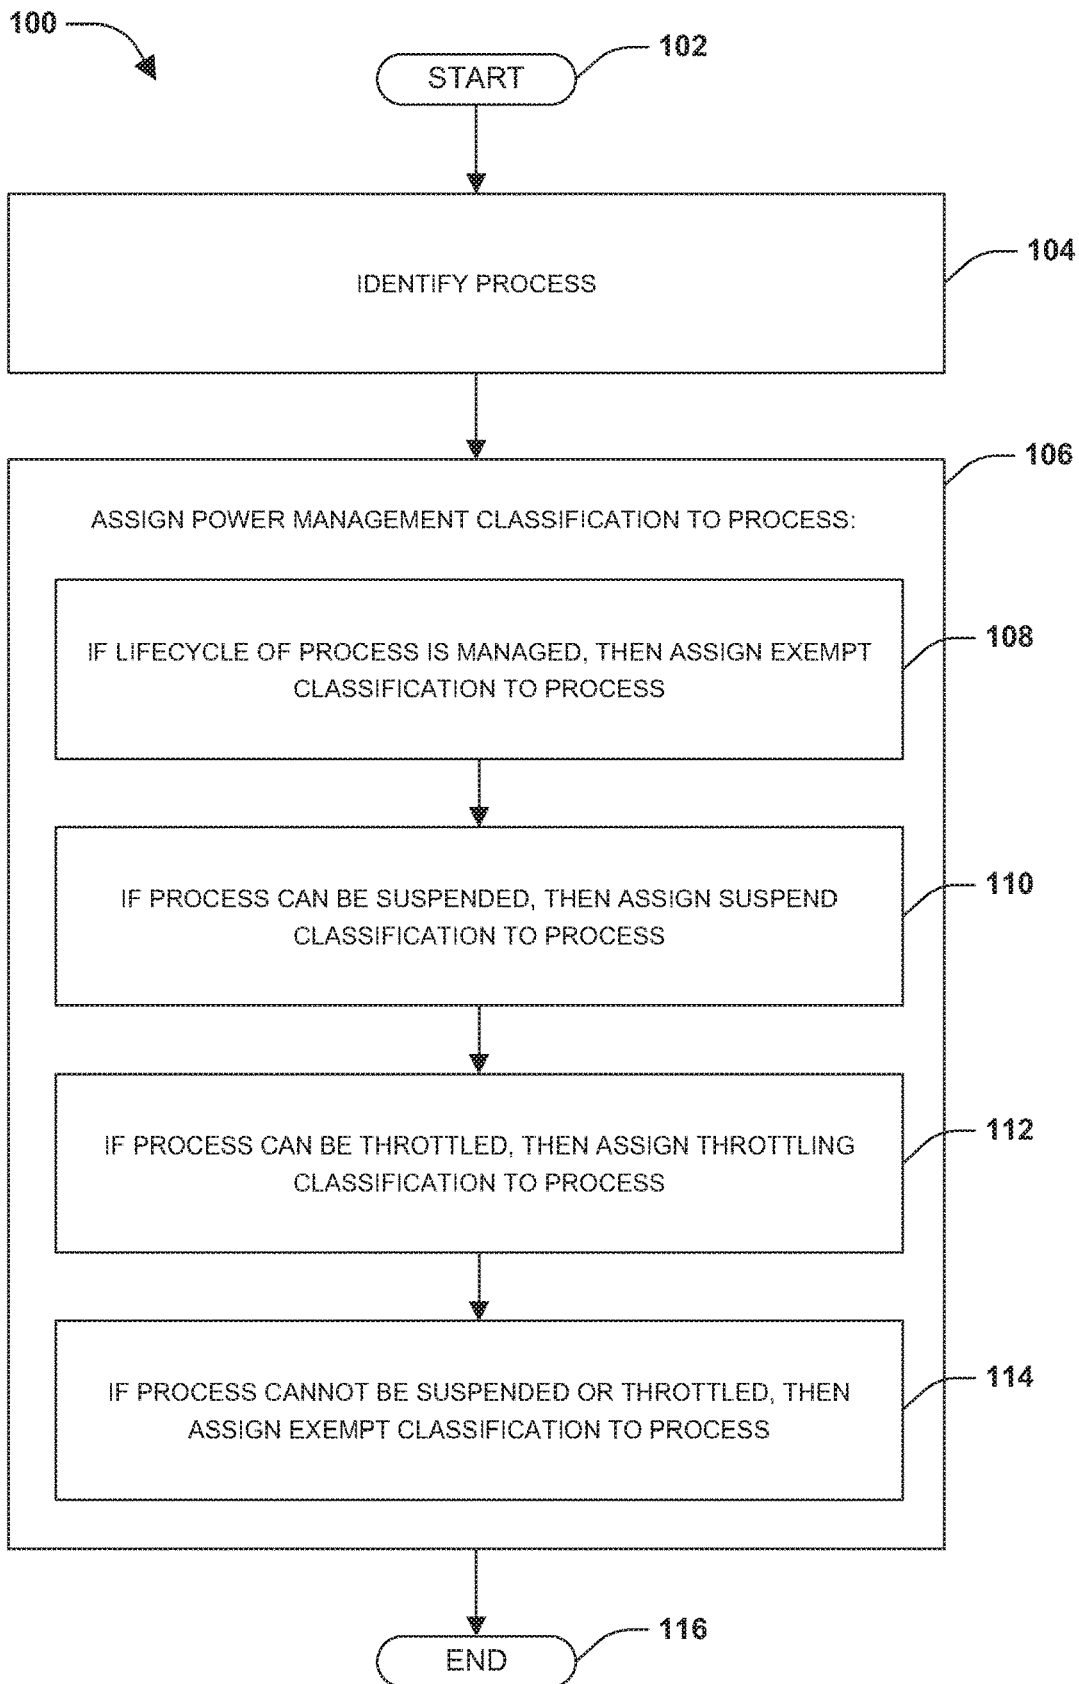 100
START
102
IDENTIFY PROCESS
104
106
ASSIGN POWER MANAGEMENT CLASSIFICATION TO PROCESS:
IF LIFECYCLE OF PROCESS IS MANAGED, THEN ASSIGN EXEMPT
CLASSIFICATION TO PROCESS
108
IF PROCESS CAN BE SUSPENDED, THEN ASSIGN SUSPEND
CLASSIFICATION TO PROCESS
110
IF PROCESS CAN BE THROTTLED, THEN ASSIGN THROTTLING
CLASSIFICATION TO PROCESS
112
IF PROCESS CANNOT BE SUSPENDED OR THROTTLED, THEN
ASSIGN EXEMPT CLASSIFICATION TO PROCESS
114
END
116